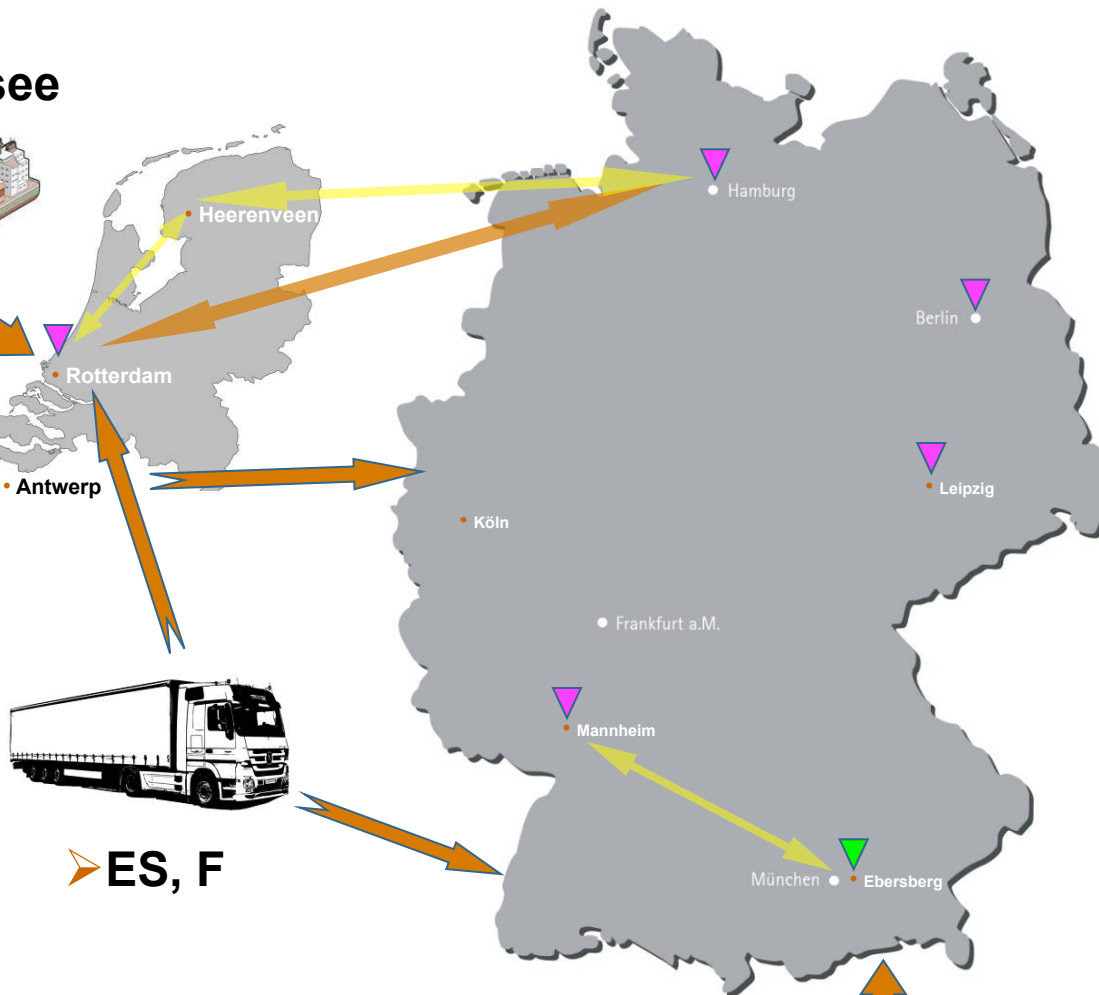 see
Hamburg
Heerenveen
Berlin
Rotterdam
Antwerp
Leipzig
Köln
Frankfurt a.M.
Mannheim
ES, F
München
Ebersberg